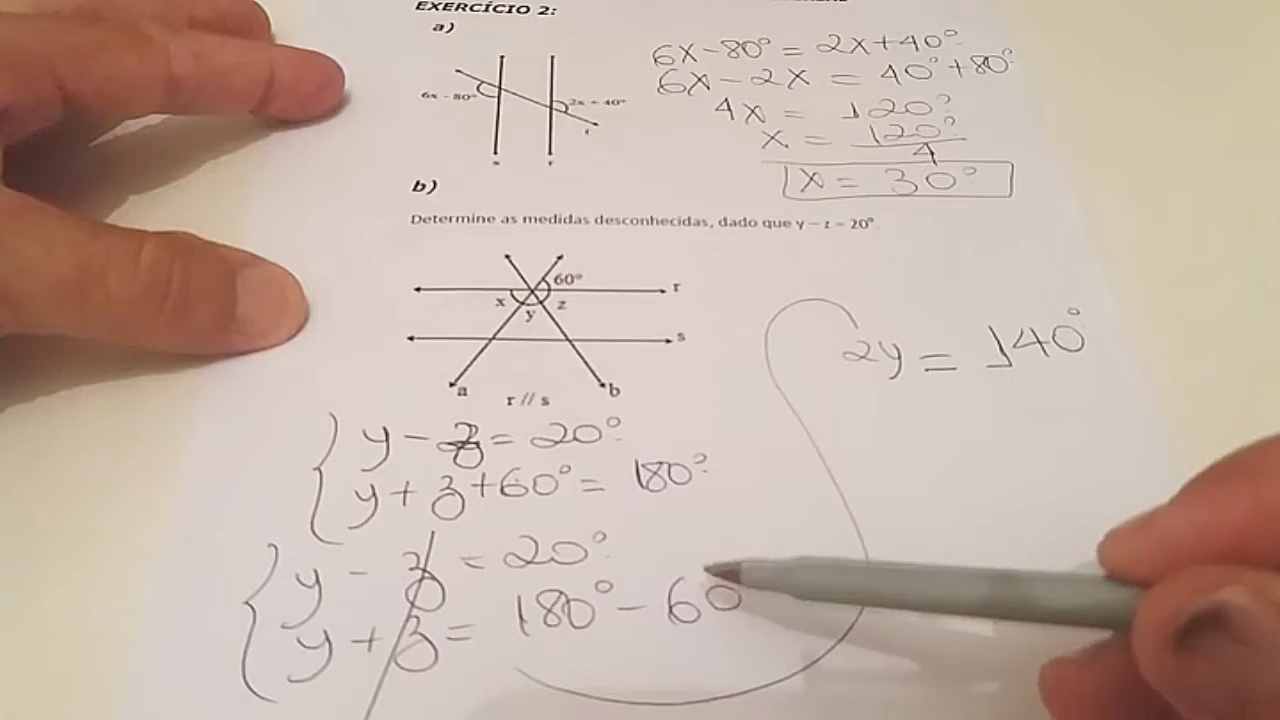 EXERCÍCIO 2:
a)
6x - 80°
2x + 40°
s
r
t
6x-80° = 2x+40°
6x-2x = 40°+80°
4x = 120°
x = 120°
4
x = 30°
b)
Determine as medidas desconhecidas, dado que y - z = 20°
60°
r
x
z
y
s
a
b
r // s
y - z = 20°
y + z + 60° = 180°
y - z = 20°
y + z = 180° - 60
2y = 140°